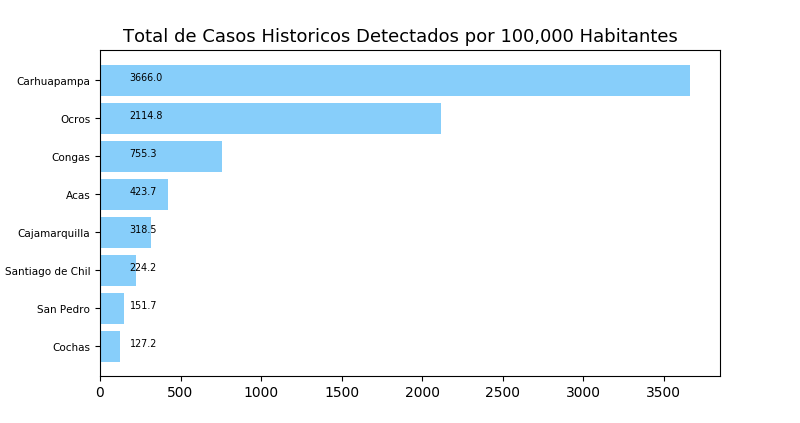 Total de Casos Historicos Detectados por 100,000 Habitantes
Carhuapampa 3666.0
Ocros 2114.8
Congas 755.3
Acas 423.7
Cajamarquilla 318.5
Santiago de Chil 224.2
San Pedro 151.7
Cochas 127.2
0 500 1000 1500 2000 2500 3000 3500